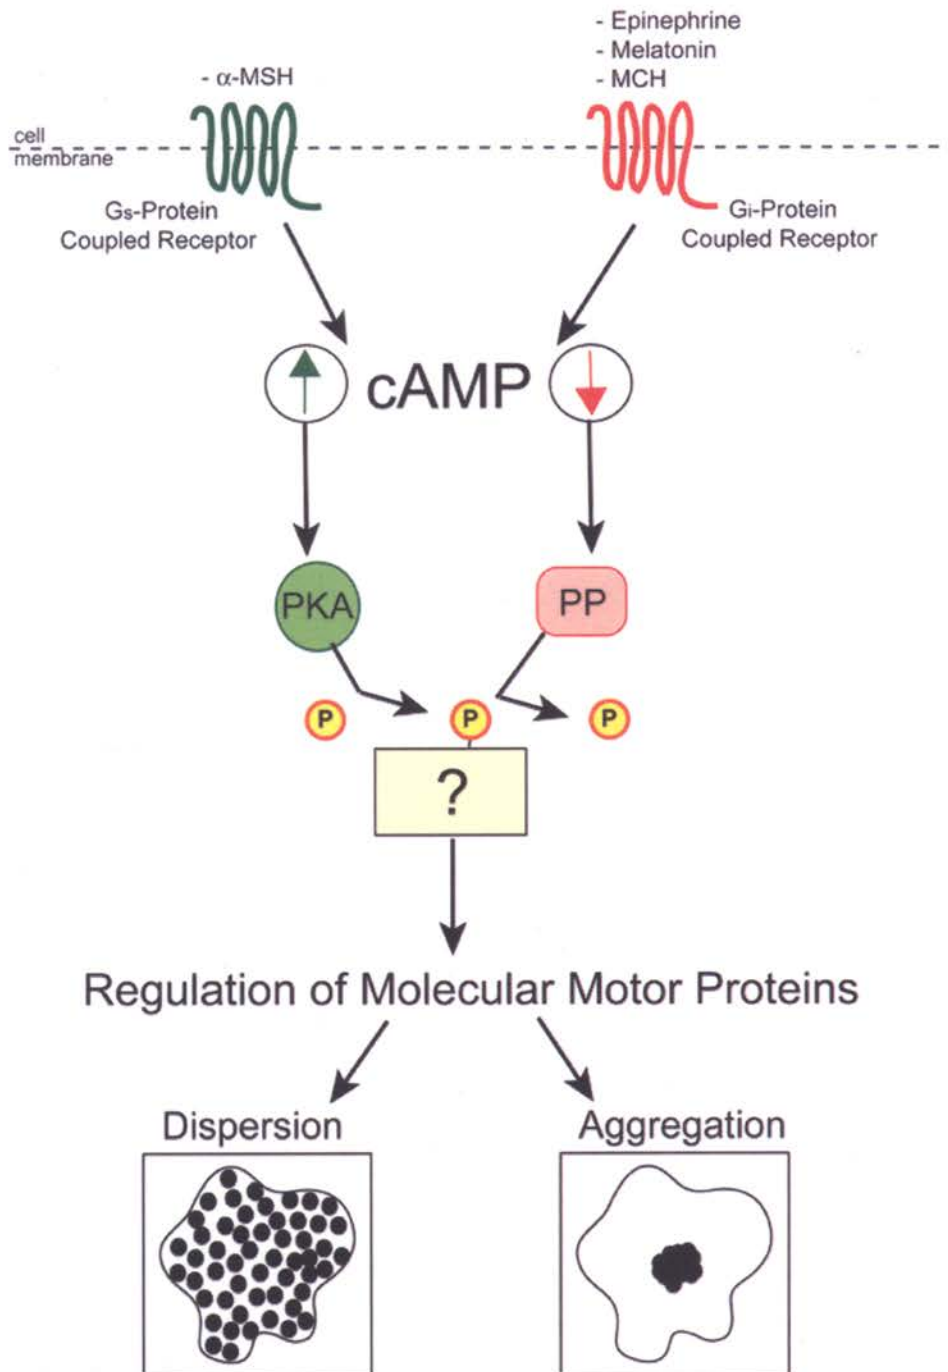 - Epinephrine
- Melatonin
- α-MSH
- MCH
cell
membrane
Gs-Protein
Coupled Receptor
Gi-Protein
Coupled Receptor
cAMP
PKA
PP
P
P
P
?
Regulation of Molecular Motor Proteins
Dispersion
Aggregation